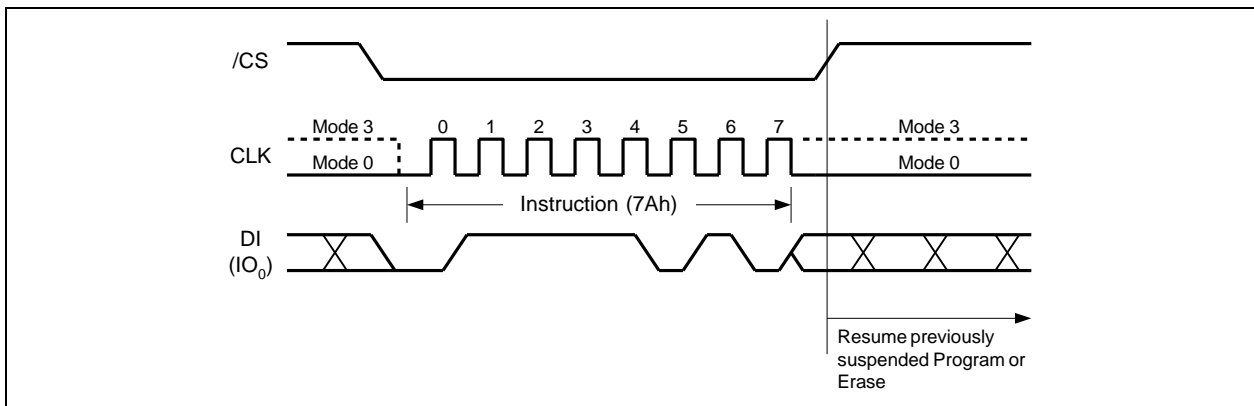 /CS
Mode 3
0 1 2 3 4 5 6 7
Mode 3
CLK
Mode 0
Mode 0
Instruction (7Ah)
DI
(IO0)
Resume previously
suspended Program or
Erase